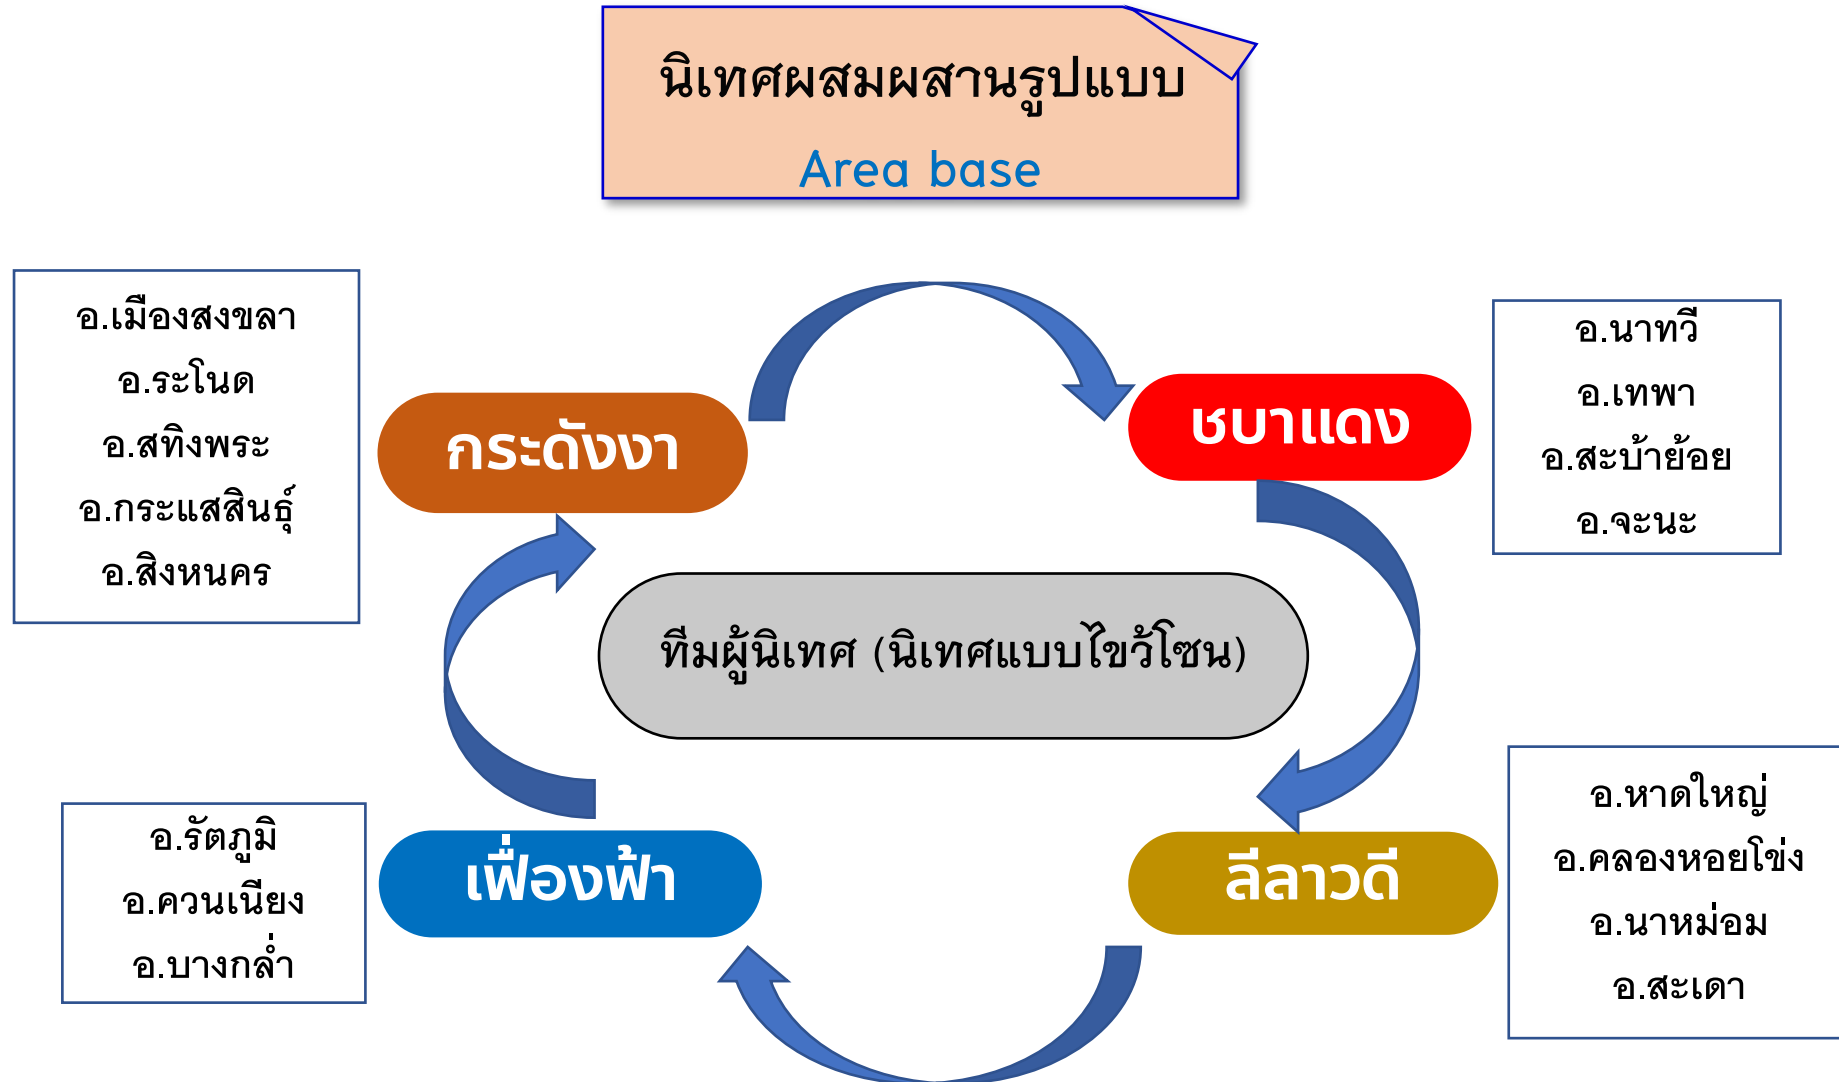 นิเทศผสมผสานรูปแบบ
Area base
อ.เมืองสงขลา
อ.ระโนด
อ.สทิงพระ
อ.กระแสสินธุ์
อ.สิงหนคร
กระดังงา
ชบาแดง
อ.นาทวี
อ.เทพา
อ.สะบ้าย้อย
อ.จะนะ
ทีมผู้นิเทศ (นิเทศแบบไขว้โซน)
อ.รัตภูมิ
อ.ควนเนียง
อ.บางกล่ำ
เฟื่องฟ้า
ลีลาวดี
อ.หาดใหญ่
อ.คลองหอยโข่ง
อ.นาหม่อม
อ.สะเดา